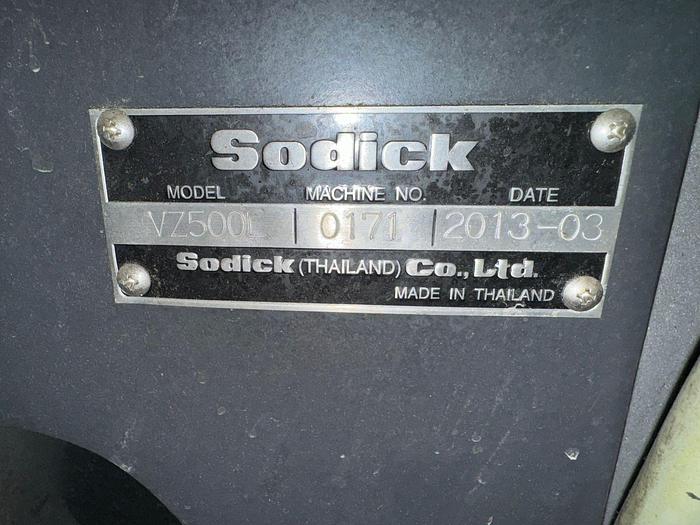 Sodick
MODEL MACHINE NO. DATE
VZ500L 0171 2013-03
Sodick (THAILAND) Co., Ltd.
MADE IN THAILAND